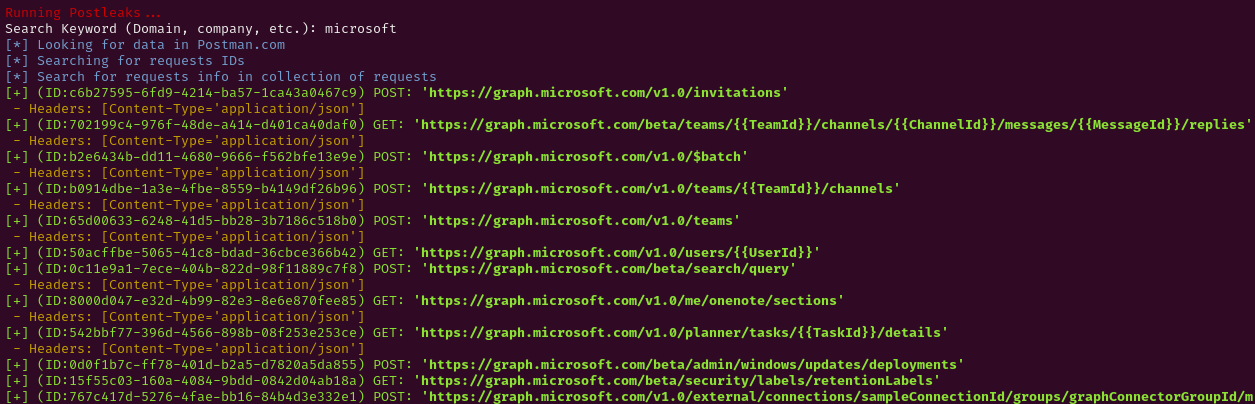 Running Postleaks...
Search Keyword (Domain, company, etc.): microsoft
[*] Looking for data in Postman.com
[*] Searching for requests IDs
[*] Search for requests info in collection of requests
[+] (ID:c6b27595-6fd9-4214-ba57-1ca43a0467c9) POST: 'https://graph.microsoft.com/v1.0/invitations'
- Headers: [Content-Type='application/json']
[+] (ID:702199c4-976f-48de-a414-d401ca40daf0) GET: 'https://graph.microsoft.com/beta/teams/{{TeamId}}/channels/{{ChannelId}}/messages/{{MessageId}}/replies'
- Headers: [Content-Type='application/json']
[+] (ID:b2e6434b-dd11-4680-9666-f562bfe13e9e) POST: 'https://graph.microsoft.com/v1.0/$batch'
- Headers: [Content-Type='application/json']
[+] (ID:b0914dbe-1a3e-4fbe-8559-b4149df26b96) POST: 'https://graph.microsoft.com/v1.0/teams/{{TeamId}}/channels'
- Headers: [Content-Type='application/json']
[+] (ID:65d00633-6248-41d5-bb28-3b7186c518b0) POST: 'https://graph.microsoft.com/v1.0/teams'
- Headers: [Content-Type='application/json']
[+] (ID:50acffbe-5065-41c8-bdad-36cbce366b42) GET: 'https://graph.microsoft.com/v1.0/users/{{UserId}}'
[+] (ID:0c11e9a1-7ece-404b-822d-98f11889c7f8) POST: 'https://graph.microsoft.com/beta/search/query'
- Headers: [Content-Type='application/json']
[+] (ID:8000d047-e32d-4b99-82e3-8e6e870fee85) GET: 'https://graph.microsoft.com/v1.0/me/onenote/sections'
- Headers: [Content-Type='application/json']
[+] (ID:542bbf77-396d-4566-898b-08f253e253ce) GET: 'https://graph.microsoft.com/v1.0/planner/tasks/{{TaskId}}/details'
- Headers: [Content-Type='application/json']
[+] (ID:0d0f1b7c-ff78-401d-b2a5-d7820a5da855) POST: 'https://graph.microsoft.com/beta/admin/windows/updates/deployments'
[+] (ID:15f55c03-160a-4084-9bdd-0842d04ab18a) GET: 'https://graph.microsoft.com/beta/security/labels/retentionLabels'
[+] (ID:767c417d-5276-4fae-bb16-84b4d3e332e1) POST: 'https://graph.microsoft.com/v1.0/external/connections/sampleConnectionId/groups/graphConnectorGroupId/m